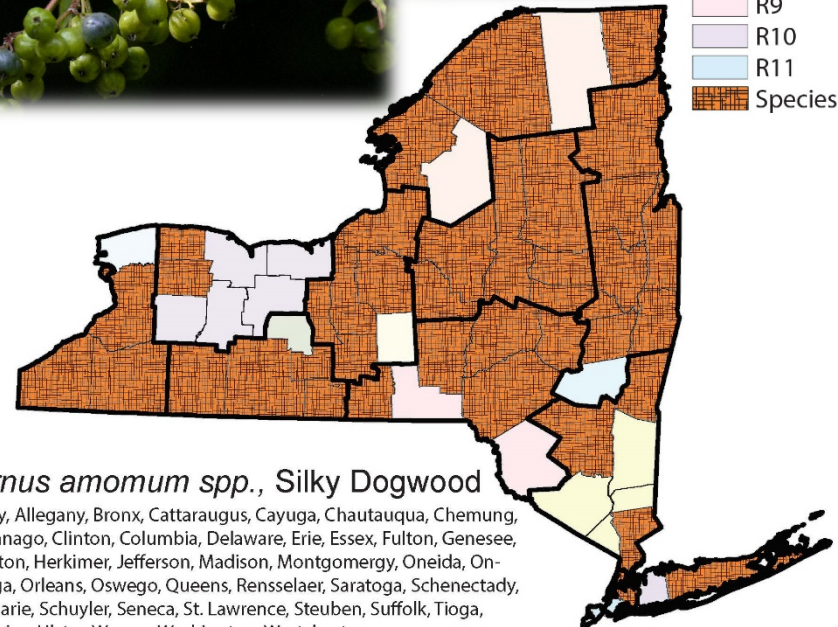 R9
R10
R11
Species
nus amomum spp., Silky Dogwood
y, Allegany, Bronx, Cattaraugus, Cayuga, Chautauqua, Chemung,
nango, Clinton, Columbia, Delaware, Erie, Essex, Fulton, Genesee,
ton, Herkimer, Jefferson, Madison, Montgomergy, Oneida, On-
ga, Orleans, Oswego, Queens, Rensselaer, Saratoga, Schenectady,
arie, Schuyler, Seneca, St. Lawrence, Steuben, Suffolk, Tioga,